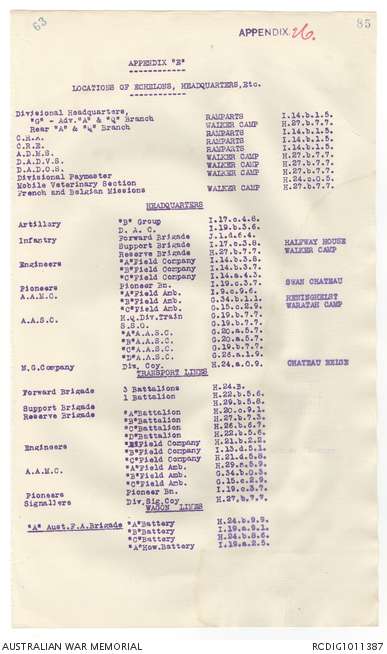 63
APPENDIX 26.
85
APPENDIX "E"
LOCATIONS OF ECHELONS, HEADQUARTERS, Etc.
Divisional Headquarters,
"G" - Adv. "A" & "Q" Branch RAMPARTS I.14.b.1.5.
Rear "A" & "Q" Branch WALKER CAMP H.27.b.7.7.
C.R.A. RAMPARTS I.14.b.1.5.
C.R.E. RAMPARTS I.14.b.1.5.
A.D.M.S. RAMPARTS I.14.b.1.5.
D.A.D.V.S. WALKER CAMP H.27.b.7.7.
D.A.D.O.S. WALKER CAMP H.27.b.7.7.
Divisional Paymaster WALKER CAMP H.27.b.7.7.
Mobile Veterinary Section H.24.c.0.5.
French and Belgian Missions WALKER CAMP H.27.b.7.7.
HEADQUARTERS
Artillery "B" Group I.17.c.4.8.
D. A. C. I.19.b.3.6.
Infantry Forward Brigade J.1.d.6.4.
Support Brigade I.17.c.3.8. HALFWAY HOUSE
Reserve Brigade H.27.b.7.7. WALKER CAMP
Engineers "A"Field Company I.14.b.3.7.
"B"Field Company I.14.b.3.7.
"C"Field Company I.14.a.4.3.
Pioneers Pioneer Bn. I.19.c.3.7. SWAN CHATEAU
A.A.M.C. "A"Field Amb. I.9.c.9.6.
"B"Field Amb. G.34.b.1.1. RENINGHELST
"C"Field Amb. G.15.c.2.9. WARATAH CAMP
A.A.S.C. H.Q.Div.Train G.19.b.7.7.
S.S.O. G.19.b.7.7.
"A"A.A.S.C. G.20.a.5.7.
"B"A.A.S.C. G.20.a.5.7.
"C"A.A.S.C. G.19.b.7.7.
"D"A.A.S.C. G.26.a.1.9.
M.G.Company Div. Coy. H.24.a.0.9. CHATEAU BELGE
TRANSPORT LINES
Forward Brigade 3 Battalions H.24.B.
1 Battalion H.22.b.5.6.
Support Brigade H.29.b.5.8.
Reserve Brigade "A"Battalion H.20.c.9.1.
"B"Battalion H.27.b.7.3.
"C"Battalion H.26.b.6.7.
"D"Battalion H.22.b.5.6.
Engineers "A"Field Company H.21.b.2.2.
"B"Field Company I.13.d.5.1.
"C"Field Company H.21.d.5.8.
A.A.M.C. "A"Field Amb. H.29.a.5.9.
"B"Field Amb. G.34.b.0.3.
"C"Field Amb. G.15.c.2.9.
Pioneers Pioneer Bn. I.19.c.3.7.
Signallers Div.Sig.Coy H.27.b.7.7.
WAGON LINES
"A" Aust.F.A.Brigade "A"Battery H.24.b.9.9.
"B"Battery I.19.a.9.1.
"C"Battery H.24.b.8.6.
"A"How.Battery I.19.a.2.5.
AUSTRALIAN WAR MEMORIAL
RCDIG1011387